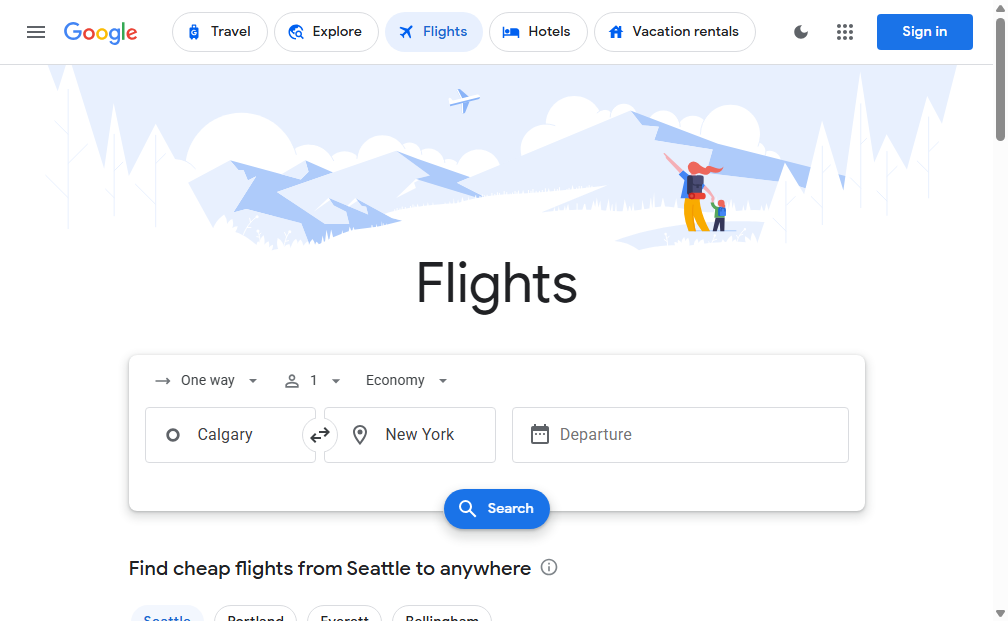 Google
Travel
Explore
Flights
Hotels
Vacation rentals
Sign in
Flights
One way
1
Economy
Calgary
New York
Departure
Search
Find cheap flights from Seattle to anywhere
Seattle
Portland
Everett
Bellingham